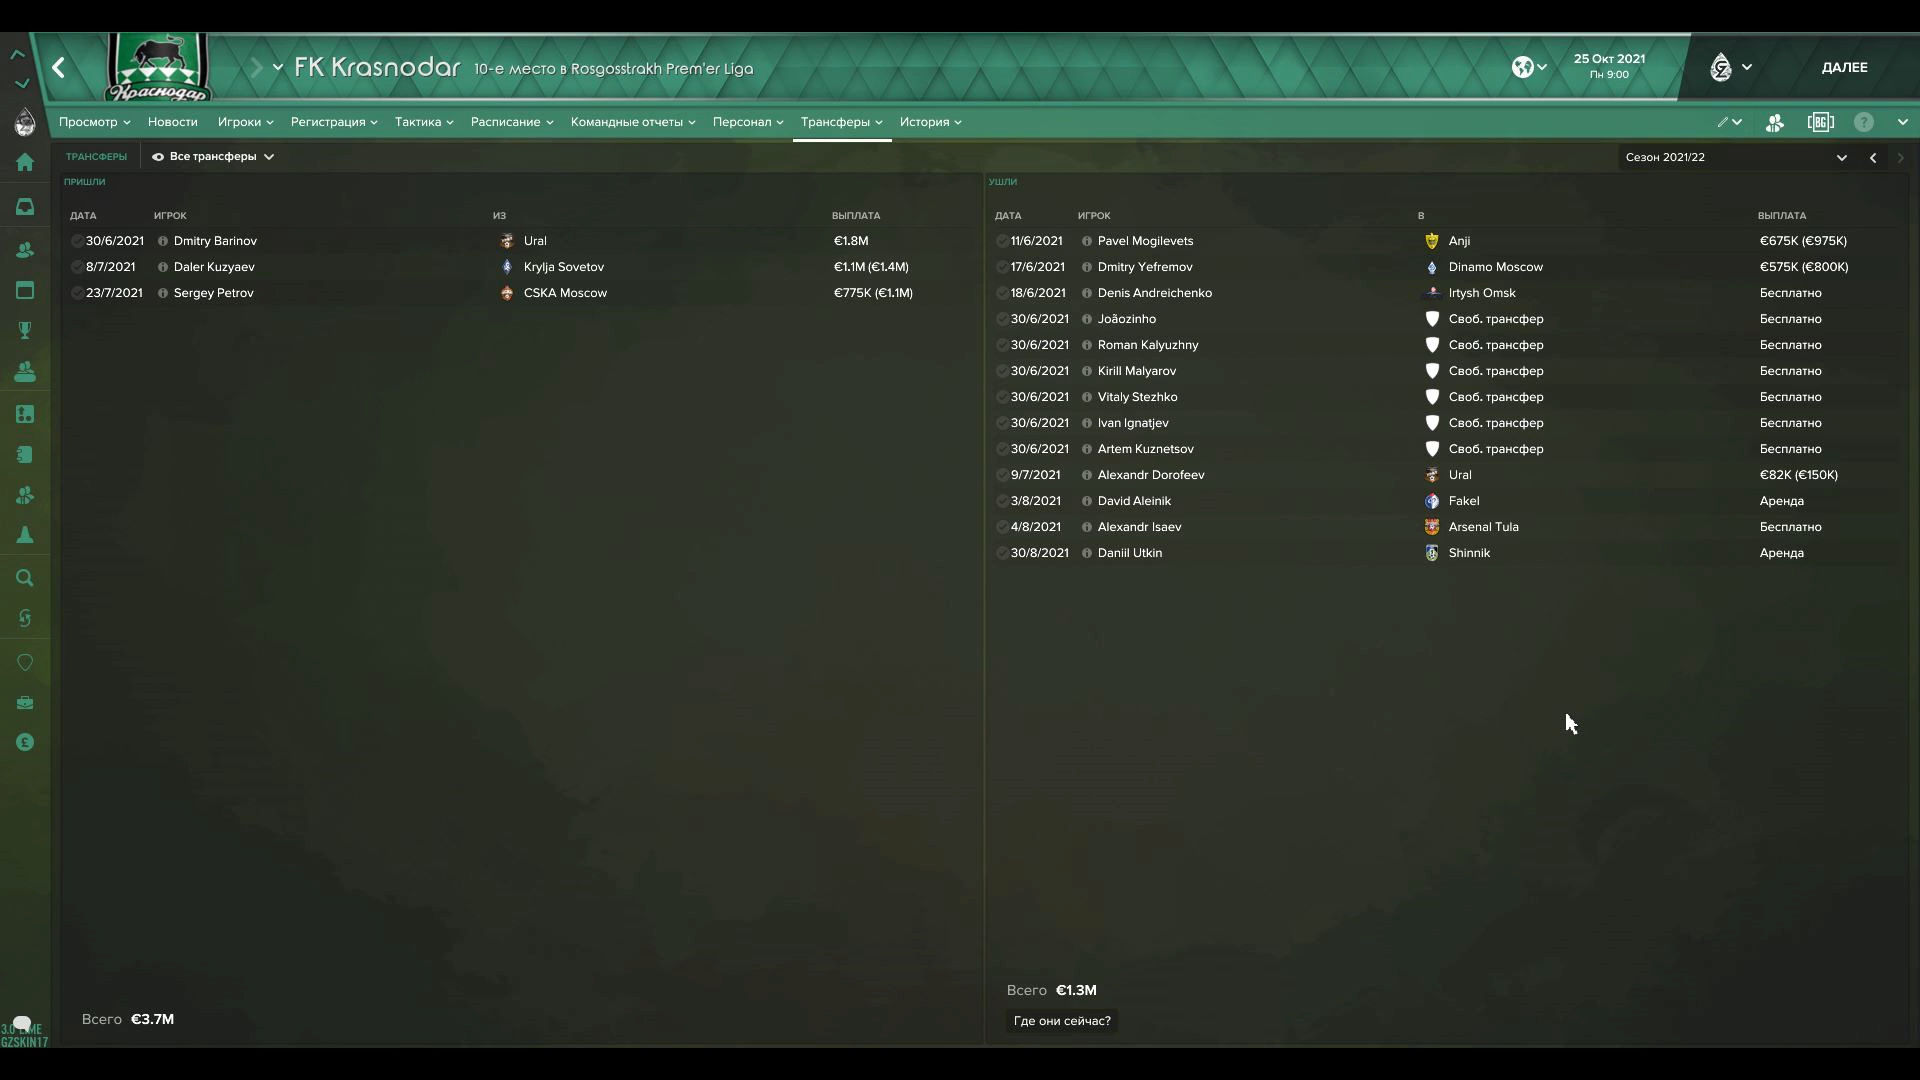 FK Krasnodar 10-е место в Rosgosstrakh Prem'er Liga
25 Окт 2021
Пн 9:00
ДАЛЕЕ
Краснодар
Просмотр Новости Игроки Регистрация Тактика Расписание Командные отчеты Персонал Трансферы История
ТРАНСФЕРЫ Все трансферы Сезон 2021/22
ПРИШЛИ
ДАТА ИГРОК ИЗ ВЫПЛАТА
30/6/2021 Dmitry Barinov Ural €1.8M
8/7/2021 Daler Kuzyaev Krylja Sovetov €1.1M (€1.4M)
23/7/2021 Sergey Petrov CSKA Moscow €775K (€1.1M)
Всего €3.7M
УШЛИ
ДАТА ИГРОК В ВЫПЛАТА
11/6/2021 Pavel Mogilevets Anji €675K (€975K)
17/6/2021 Dmitry Yefremov Dinamo Moscow €575K (€800K)
18/6/2021 Denis Andreichenko Irtysh Omsk Бесплатно
30/6/2021 Joãozinho Своб. трансфер Бесплатно
30/6/2021 Roman Kalyuzhny Своб. трансфер Бесплатно
30/6/2021 Kirill Malyarov Своб. трансфер Бесплатно
30/6/2021 Vitaly Stezhko Своб. трансфер Бесплатно
30/6/2021 Ivan Ignatjev Своб. трансфер Бесплатно
30/6/2021 Artem Kuznetsov Своб. трансфер Бесплатно
9/7/2021 Alexandr Dorofeev Ural €82K (€150K)
3/8/2021 David Aleinik Fakel Аренда
4/8/2021 Alexandr Isaev Arsenal Tula Бесплатно
30/8/2021 Daniil Utkin Shinnik Аренда
Всего €1.3M
Где они сейчас?
GZSKIN17